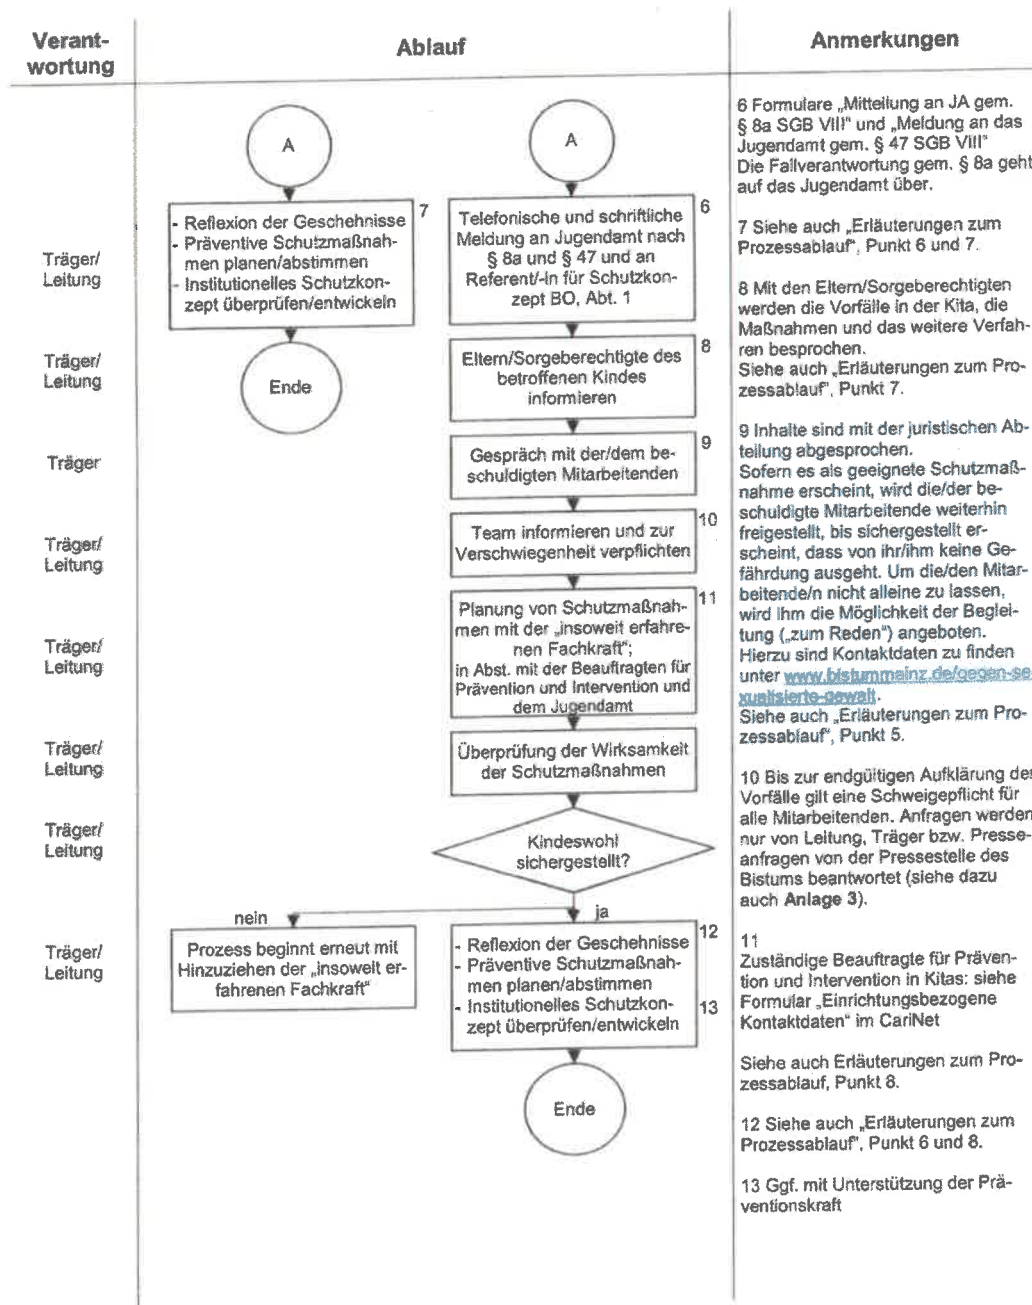 Verant-
wortung
Ablauf
Anmerkungen
A
- Reflexion der Geschehnisse
- Präventive Schutzmaßnah-
men planen/abstimmen
- Institutionelles Schutzkon-
zept überprüfen/entwickeln
7
Ende
A
Träger/
Leitung
Telefonische und schriftliche
Meldung an Jugendamt nach
§ 8a und § 47 und an
Referent/-in für Schutzkon-
zept BO, Abt. 1
6
Träger/
Leitung
Eltern/Sorgeberechtigte des
betroffenen Kindes
informieren
8
Träger
Gespräch mit der/dem be-
schuldigten Mitarbeitenden
9
Träger/
Leitung
Team informieren und zur
Verschwiegenheit verpflichten
10
Träger/
Leitung
Planung von Schutzmaßnah-
men mit der „insoweit erfahre-
nen Fachkraft“;
in Abst. mit der Beauftragten für
Prävention und Intervention und
dem Jugendamt
11
Träger/
Leitung
Überprüfung der Wirksamkeit
der Schutzmaßnahmen
Träger/
Leitung
Kindeswohl
sichergestellt?
nein
ja
Träger/
Leitung
Prozess beginnt erneut mit
Hinzuziehen der „insoweit er-
fahrenen Fachkraft“
- Reflexion der Geschehnisse
- Präventive Schutzmaßnah-
men planen/abstimmen
- Institutionelles Schutzkon-
zept überprüfen/entwickeln
12
13
Ende
6 Formulare „Mitteilung an JA gem.
§ 8a SGB VIII“ und „Meldung an das
Jugendamt gem. § 47 SGB VIII“
Die Fallverantwortung gem. § 8a geht
auf das Jugendamt über.
7 Siehe auch „Erläuterungen zum
Prozessablauf“, Punkt 6 und 7.
8 Mit den Eltern/Sorgeberechtigten
werden die Vorfälle in der Kita, die
Maßnahmen und das weitere Verfah-
ren besprochen.
Siehe auch „Erläuterungen zum Pro-
zessablauf“, Punkt 7.
9 Inhalte sind mit der juristischen Ab-
teilung abgesprochen.
Sofern es als geeignete Schutzmaß-
nahme erscheint, wird die/der be-
schuldigte Mitarbeitende weiterhin
freigestellt, bis sichergestellt er-
scheint, dass von ihr/ihm keine Ge-
fährdung ausgeht. Um die/den Mitar-
beitende/n nicht alleine zu lassen,
wird ihm die Möglichkeit der Beglei-
tung („zum Reden“) angeboten.
Hierzu sind Kontaktdaten zu finden
unter www.bistummainz.de/gegen-se
xualisierte-gewalt.
Siehe auch „Erläuterungen zum Pro-
zessablauf“, Punkt 5.
10 Bis zur endgültigen Aufklärung der
Vorfälle gilt eine Schweigepflicht für
alle Mitarbeitenden. Anfragen werden
nur von Leitung, Träger bzw. Presse-
anfragen von der Pressestelle des
Bistums beantwortet (siehe dazu
auch Anlage 3).
11
Zuständige Beauftragte für Präven-
tion und Intervention in Kitas: siehe
Formular „Einrichtungsbezogene
Kontaktdaten“ im CariNet
Siehe auch Erläuterungen zum Pro-
zessablauf, Punkt 8.
12 Siehe auch „Erläuterungen zum
Prozessablauf“, Punkt 6 und 8.
13 Ggf. mit Unterstützung der Prä-
ventionskraft